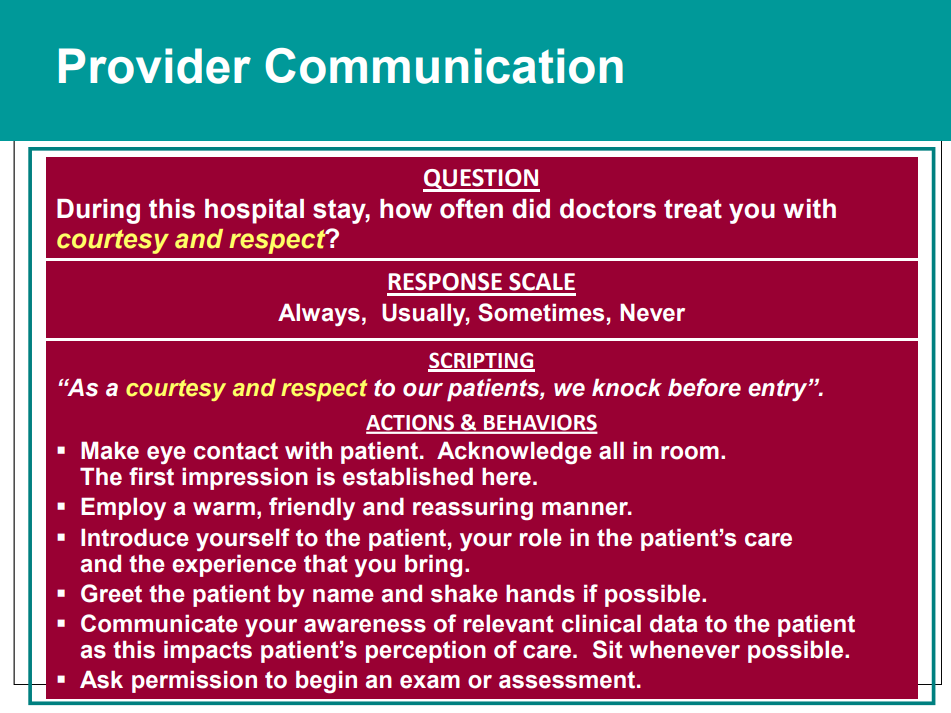 Provider Communication
QUESTION
During this hospital stay, how often did doctors treat you with
courtesy and respect?
RESPONSE SCALE
Always,  Usually, Sometimes, Never
SCRIPTING
“As a courtesy and respect to our patients, we knock before entry”.
ACTIONS & BEHAVIORS
▪ Make eye contact with patient.  Acknowledge all in room.
The first impression is established here.
▪ Employ a warm, friendly and reassuring manner.
▪ Introduce yourself to the patient, your role in the patient’s care
and the experience that you bring.
▪ Greet the patient by name and shake hands if possible.
▪ Communicate your awareness of relevant clinical data to the patient
as this impacts patient’s perception of care.  Sit whenever possible.
▪ Ask permission to begin an exam or assessment.